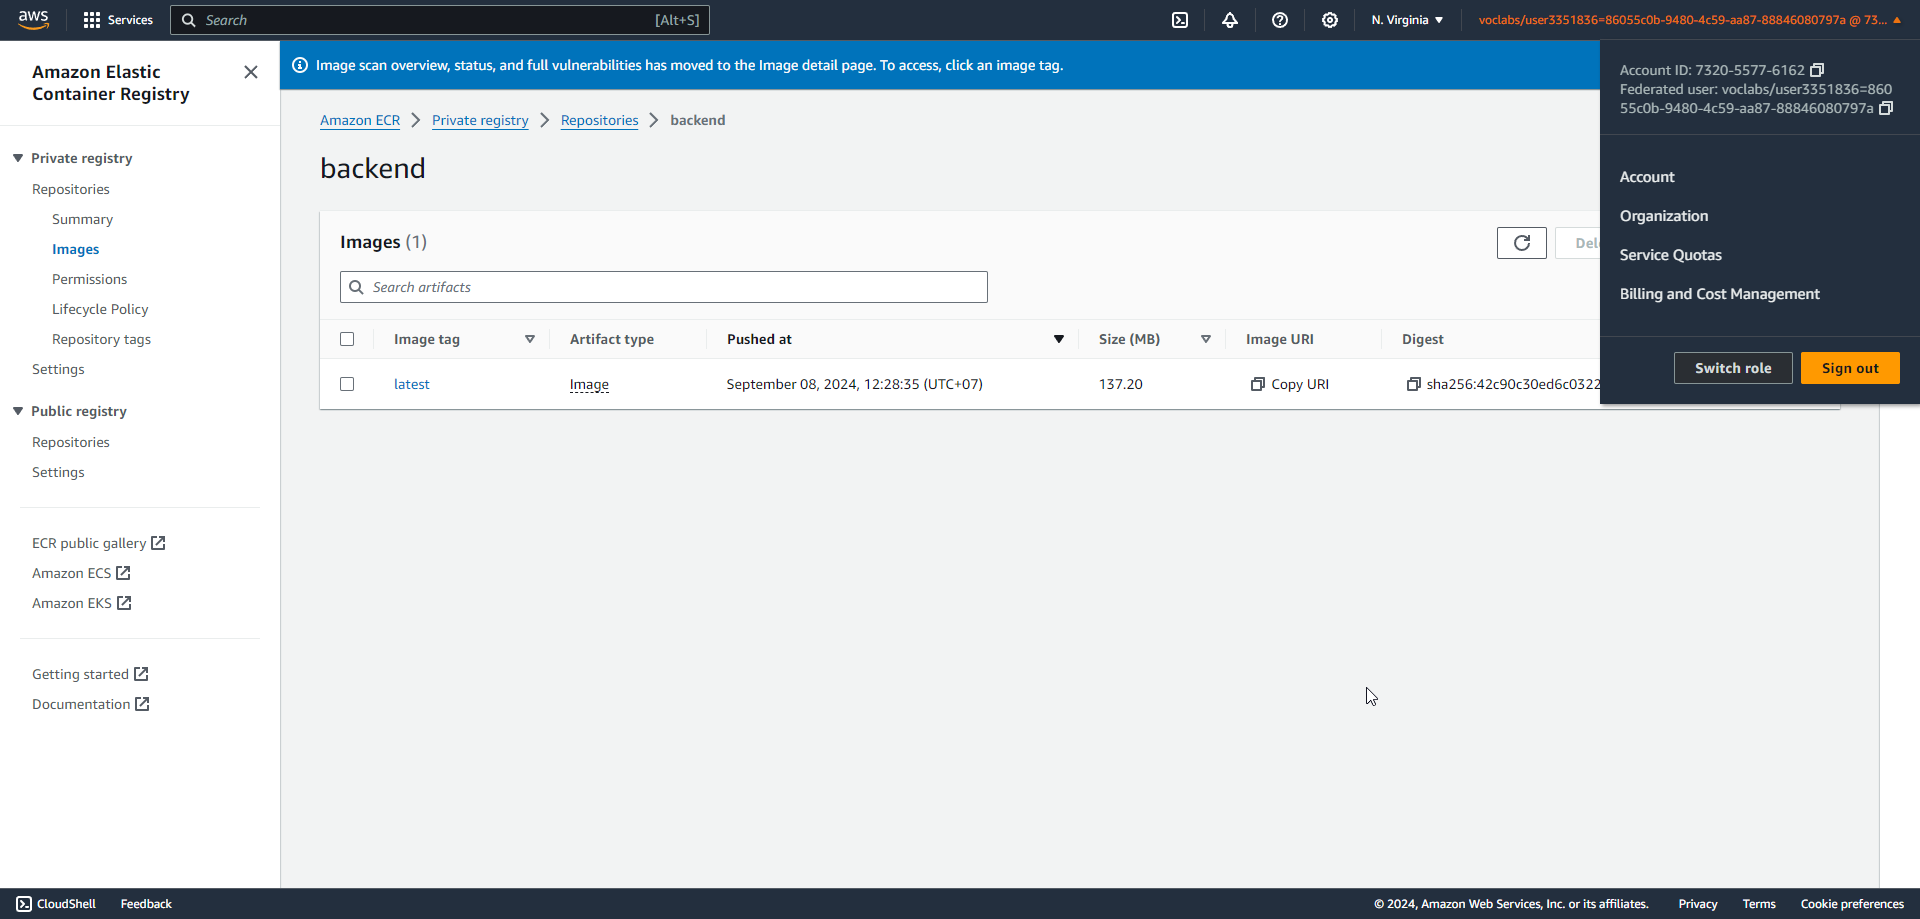 aws
Services
Search
[Alt+S]
N. Virginia
voclabs/user3351836=86055c0b-9480-4c59-aa87-88846080797a @ 73...
Amazon Elastic
Container Registry
Private registry
Repositories
Summary
Images
Permissions
Lifecycle Policy
Repository tags
Settings
Public registry
Repositories
Settings
ECR public gallery
Amazon ECS
Amazon EKS
Getting started
Documentation
Image scan overview, status, and full vulnerabilities has moved to the Image detail page. To access, click an image tag.
Amazon ECR
Private registry
Repositories
backend
backend
Images (1)
Search artifacts
Image tag
Artifact type
Pushed at
Size (MB)
Image URI
Digest
latest
Image
September 08, 2024, 12:28:35 (UTC+07)
137.20
Copy URI
sha256:42c90c30ed6c0322
Account ID: 7320-5577-6162
Federated user: voclabs/user3351836=860
55c0b-9480-4c59-aa87-88846080797a
Account
Organization
Service Quotas
Billing and Cost Management
Switch role
Sign out
CloudShell
Feedback
© 2024, Amazon Web Services, Inc. or its affiliates.
Privacy
Terms
Cookie preferences